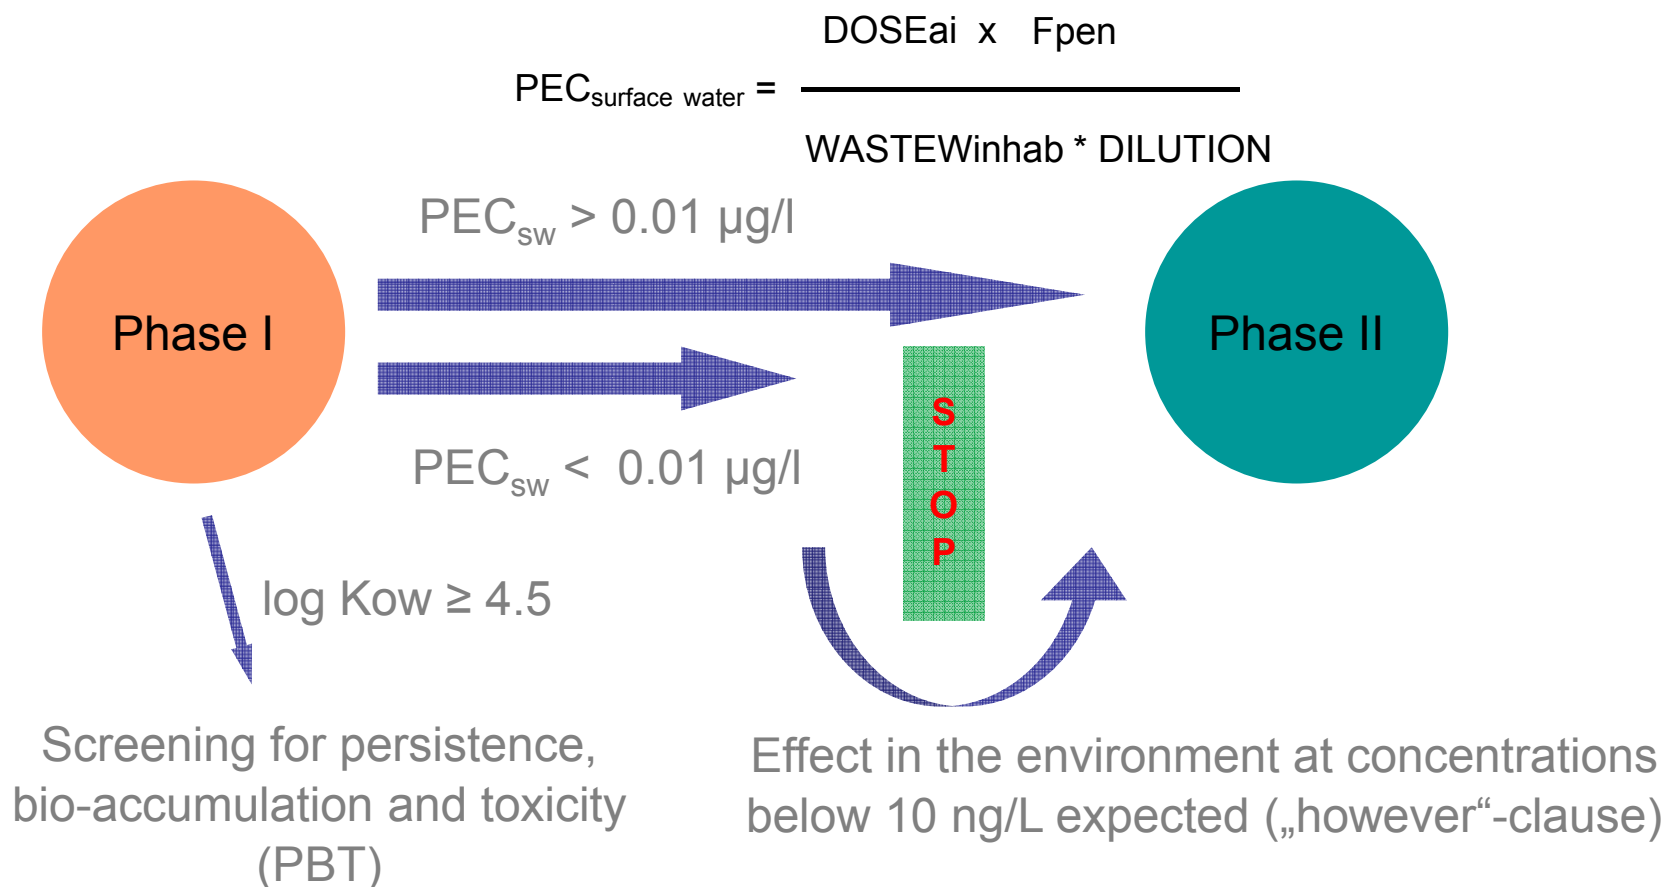 DOSEai x Fpen
PECsurface water =
WASTEWinhab * DILUTION
PECsw > 0.01 µg/l
Phase I
Phase II
S
T
O
P
PECsw < 0.01 µg/l
log Kow ≥ 4.5
Screening for persistence,
bio-accumulation and toxicity
(PBT)
Effect in the environment at concentrations
below 10 ng/L expected („however“-clause)